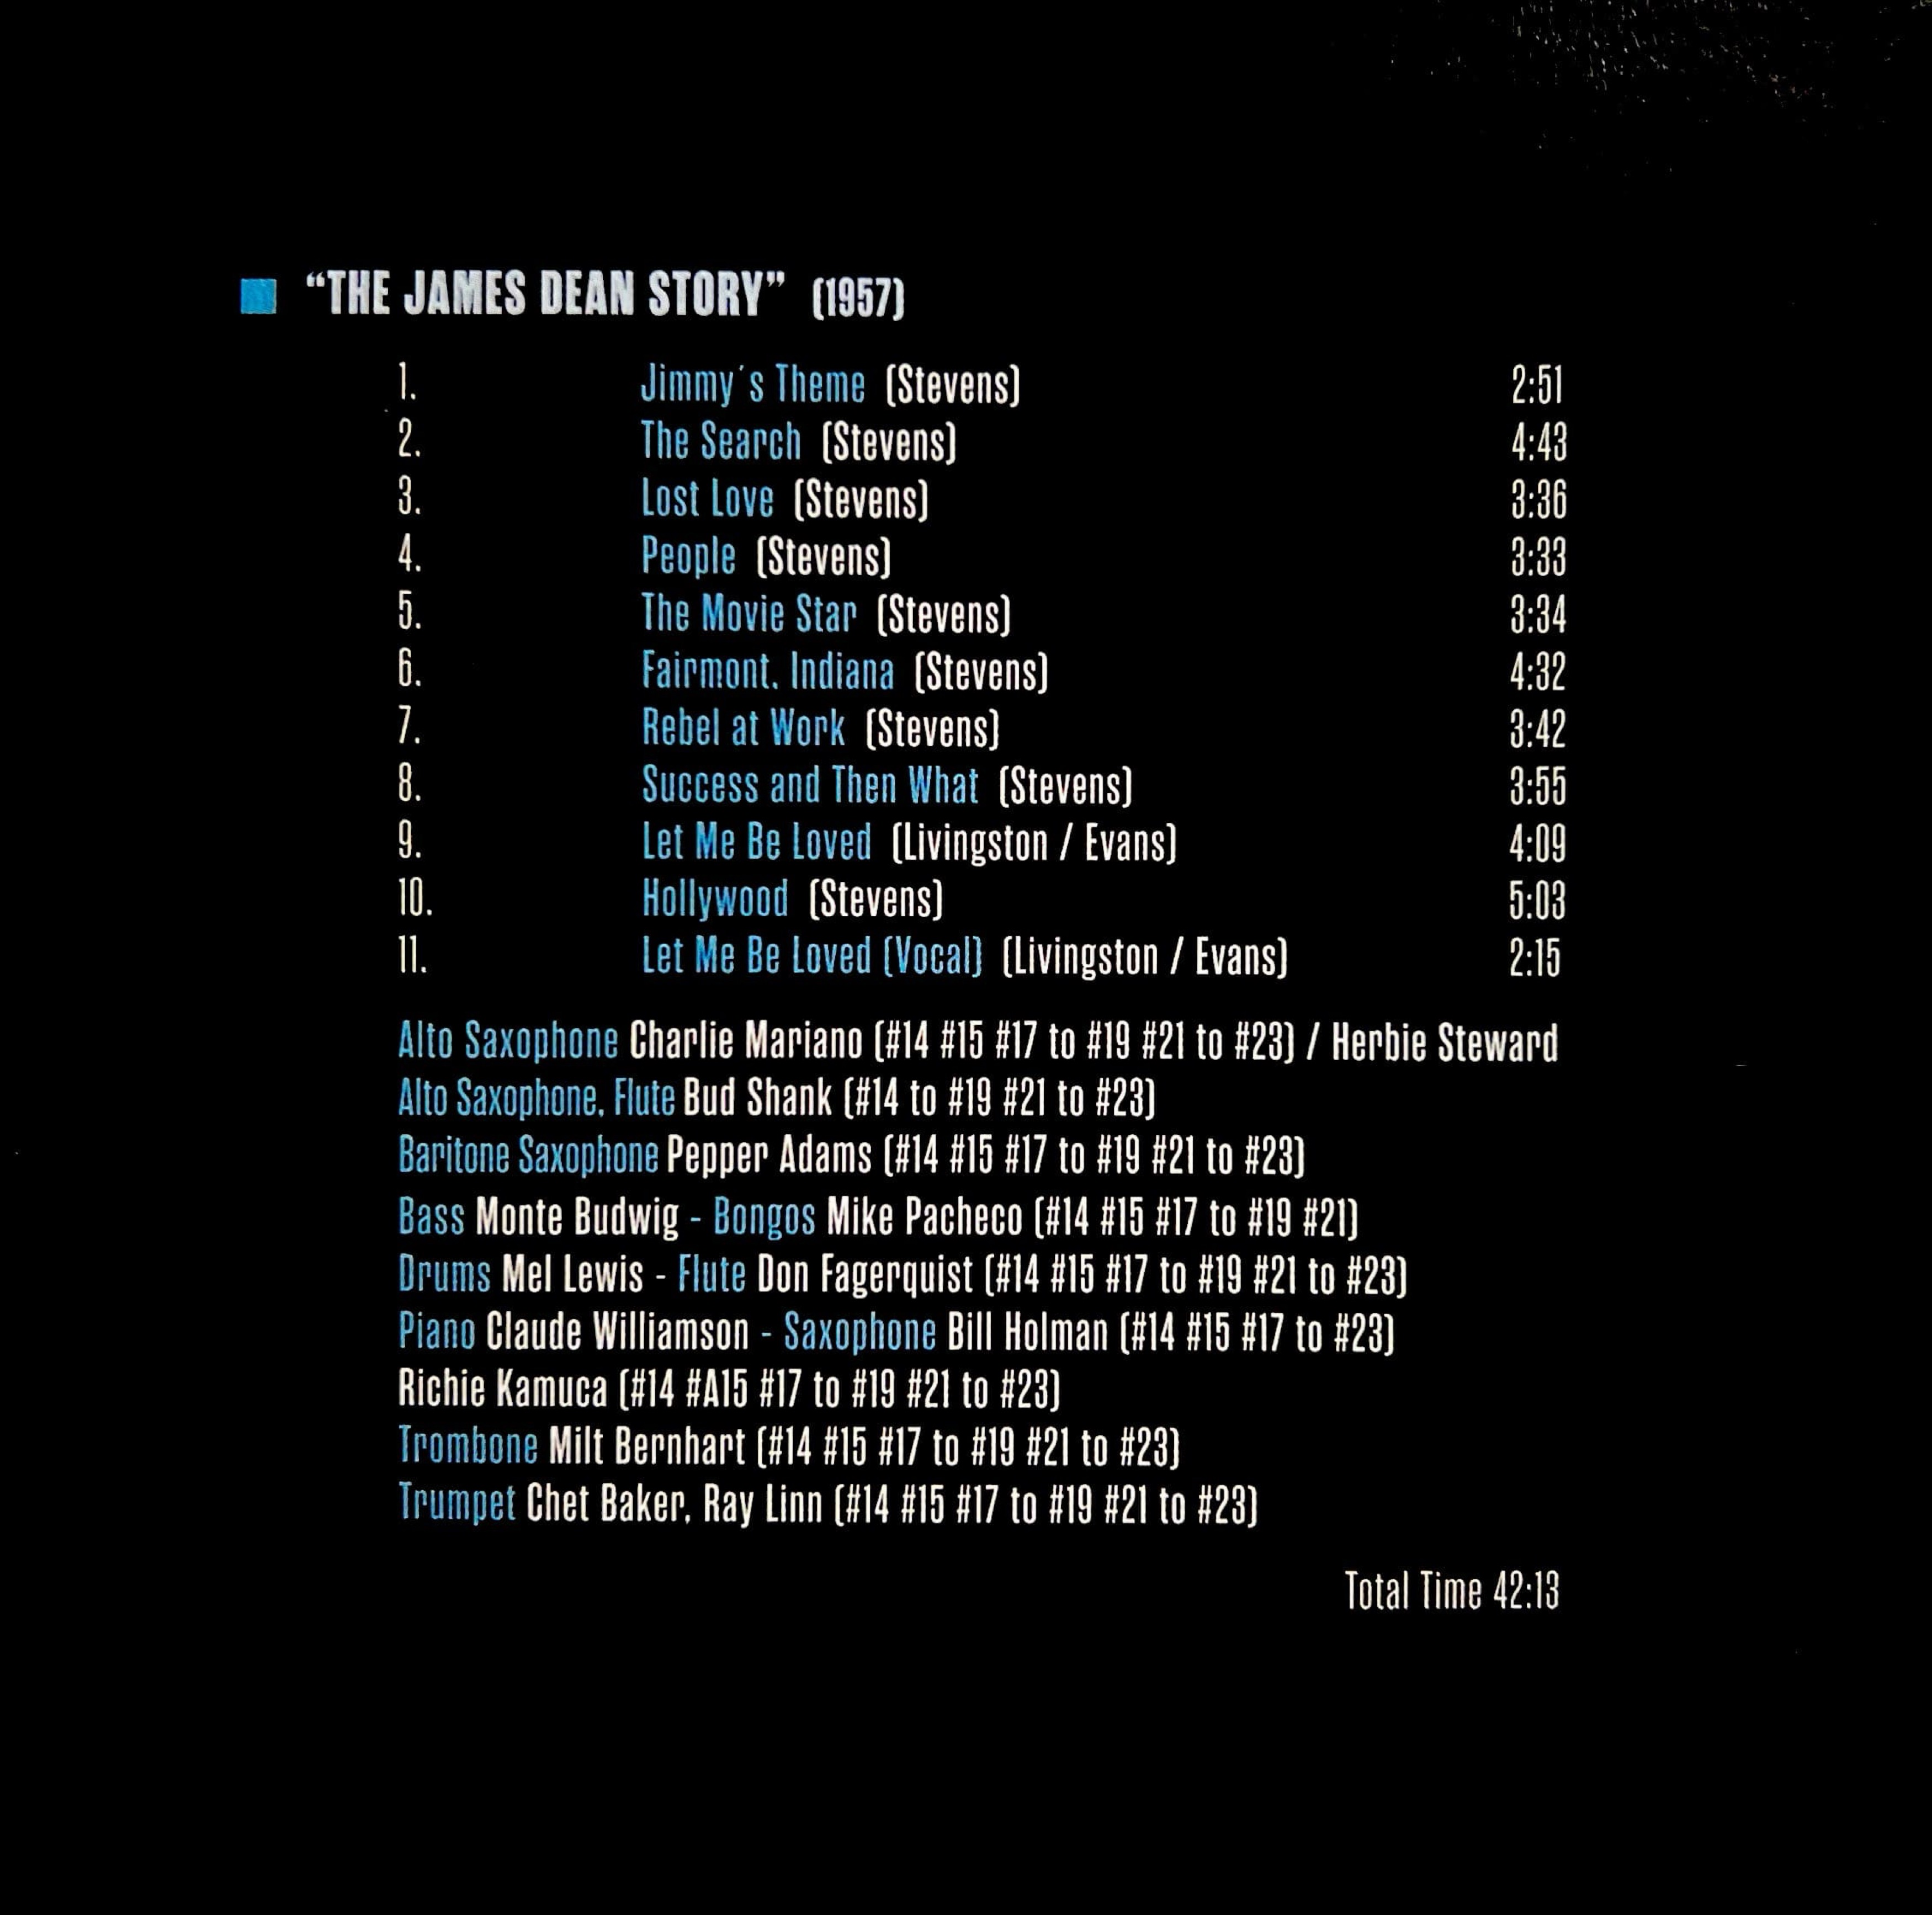 “THE JAMES DEAN STORY” (1957)
1. Jimmy´s Theme (Stevens) 2:51
2. The Search (Stevens) 4:43
3. Lost Love (Stevens) 3:36
4. People (Stevens) 3:33
5. The Movie Star (Stevens) 3:34
6. Fairmont. Indiana (Stevens) 4:32
7. Rebel at Work (Stevens) 3:42
8. Success and Then What (Stevens) 3:55
9. Let Me Be Loved (Livingston / Evans) 4:09
10. Hollywood (Stevens) 5:03
11. Let Me Be Loved (Vocal) (Livingston / Evans) 2:15
Alto Saxophone Charlie Mariano (#14 #15 #17 to #19 #21 to #23) / Herbie Steward
Alto Saxophone, Flute Bud Shank (#14 to #19 #21 to #23)
Baritone Saxophone Pepper Adams (#14 #15 #17 to #19 #21 to #23)
Bass Monte Budwig - Bongos Mike Pacheco (#14 #15 #17 to #19 #21)
Drums Mel Lewis - Flute Don Fagerquist (#14 #15 #17 to #19 #21 to #23)
Piano Claude Williamson - Saxophone Bill Holman (#14 #15 #17 to #23)
Richie Kamuca (#14 #A15 #17 to #19 #21 to #23)
Trombone Milt Bernhart (#14 #15 #17 to #19 #21 to #23)
Trumpet Chet Baker, Ray Linn (#14 #15 #17 to #19 #21 to #23)
Total Time 42:13